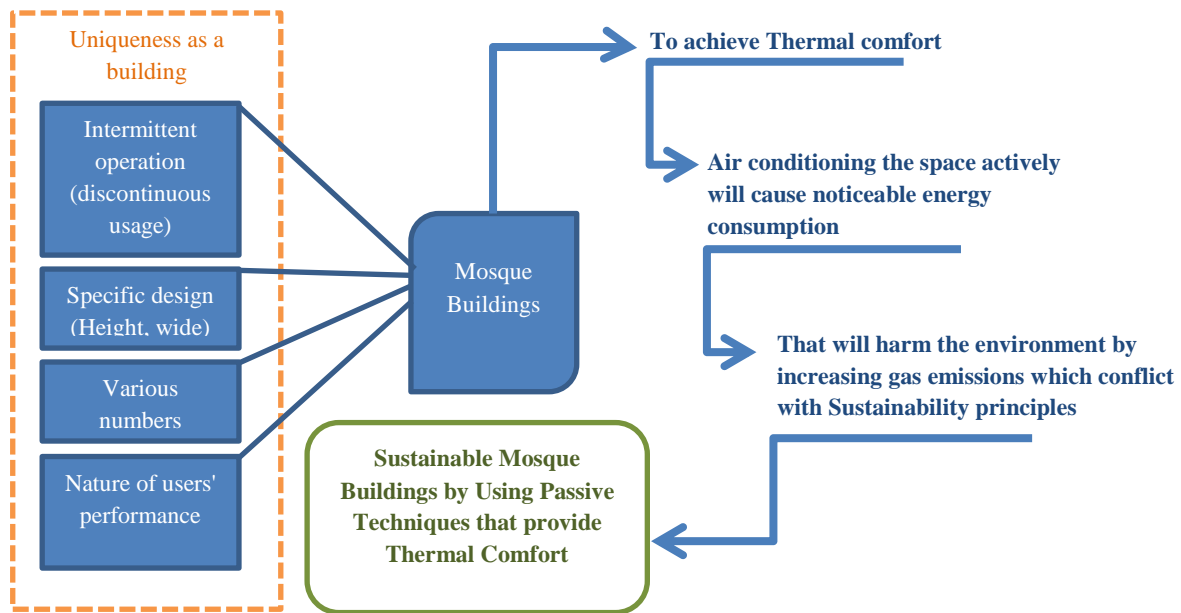 Uniqueness as a
building
Intermittent
operation
(discontinuous
usage)
Specific design
(Height, wide)
Various
numbers
Nature of users'
performance
Mosque
Buildings
To achieve Thermal comfort
Air conditioning the space actively
will cause noticeable energy
consumption
That will harm the environment by
increasing gas emissions which conflict
with Sustainability principles
Sustainable Mosque
Buildings by Using Passive
Techniques that provide
Thermal Comfort